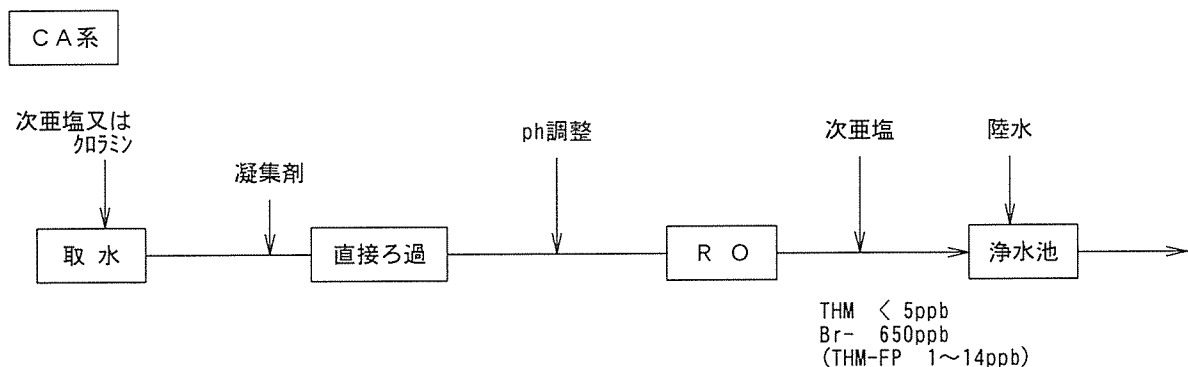 CA系
次亜塩又は
クロラミン
凝集剤
ph調整
次亜塩
陸水
取水
直接ろ過
RO
浄水池
THM < 5ppb
Br- 650ppb
(THM-FP 1~14ppb)